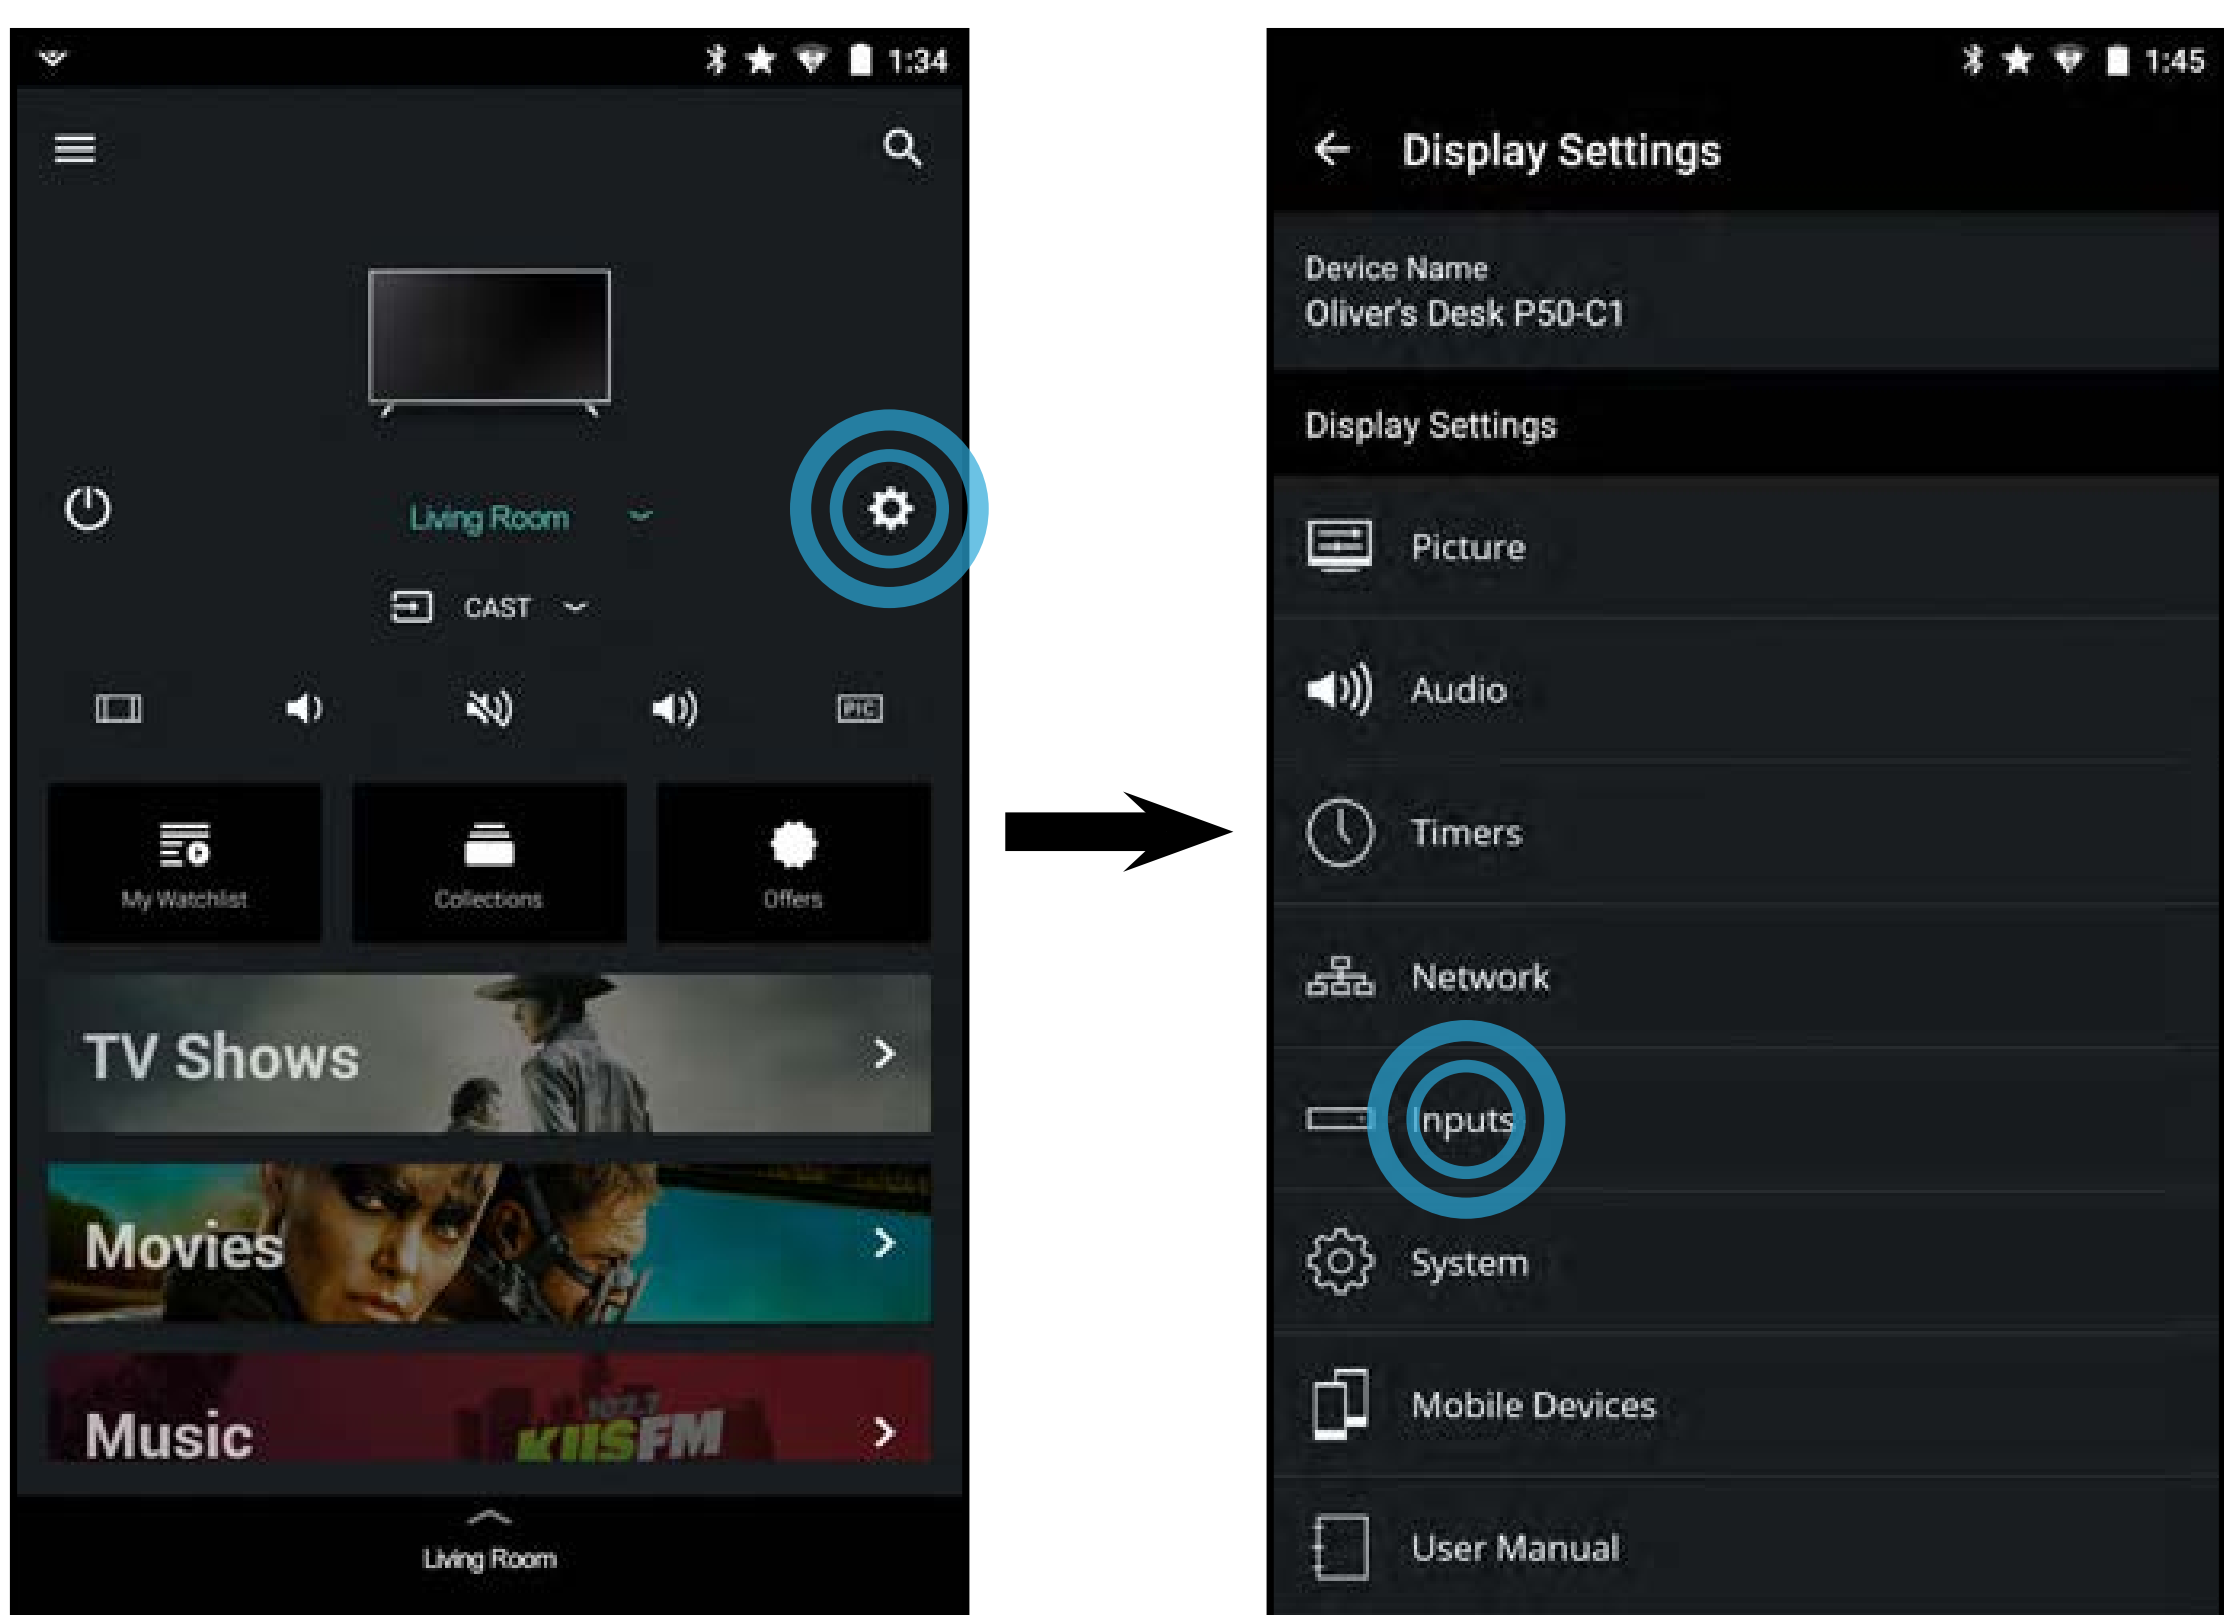 1:34
Living Room
CAST
PIC
My Watchlist
Collections
Offers
TV Shows
Movies
102.7
KIISFM
Music
Living Room
1:45
Display Settings
Device Name
Oliver's Desk P50-C1
Display Settings
Picture
Audio
Timers
Network
Inputs
System
Mobile Devices
User Manual